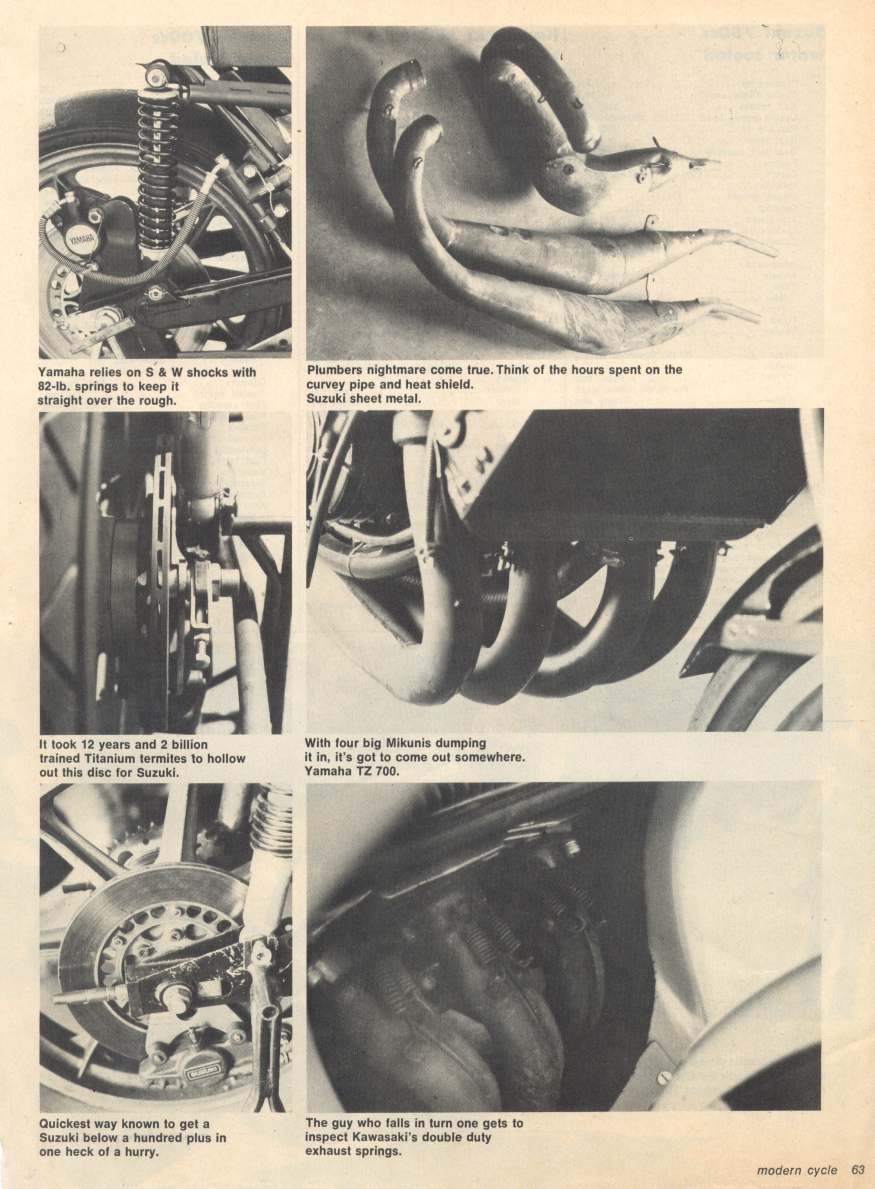 YAMAHA
Yamaha relies on S & W shocks with
82-lb. springs to keep it
straight over the rough.
Plumbers nightmare come true. Think of the hours spent on the
curvey pipe and heat shield.
Suzuki sheet metal.
It took 12 years and 2 billion
trained Titanium termites to hollow
out this disc for Suzuki.
With four big Mikunis dumping
it in, it's got to come out somewhere.
Yamaha TZ 700.
SUZUKI
Quickest way known to get a
Suzuki below a hundred plus in
one heck of a hurry.
The guy who falls in turn one gets to
inspect Kawasaki's double duty
exhaust springs.
modern cycle 63